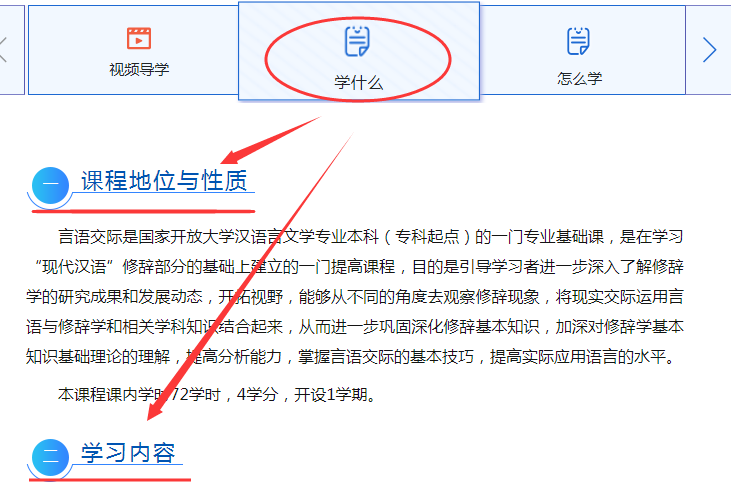 视频导学
学什么
怎么学
一 课程地位与性质
言语交际是国家开放大学汉语言文学专业本科（专科起点）的一门专业基础课，是在学习
“现代汉语”修辞部分的基础上建立的一门提高课程，目的是引导学习者进一步深入了解修辞
学的研究成果和发展动态，开拓视野，能够从不同的角度去观察修辞现象，将现实交际运用言
语与修辞学和相关学科知识结合起来，从而进一步巩固深化修辞基本知识，加深对修辞学基本
知识基础理论的理解，提高分析能力，掌握言语交际的基本技巧，提高实际应用语言的水平。
本课程课内学时72学时，4学分，开设1学期。
二 学习内容